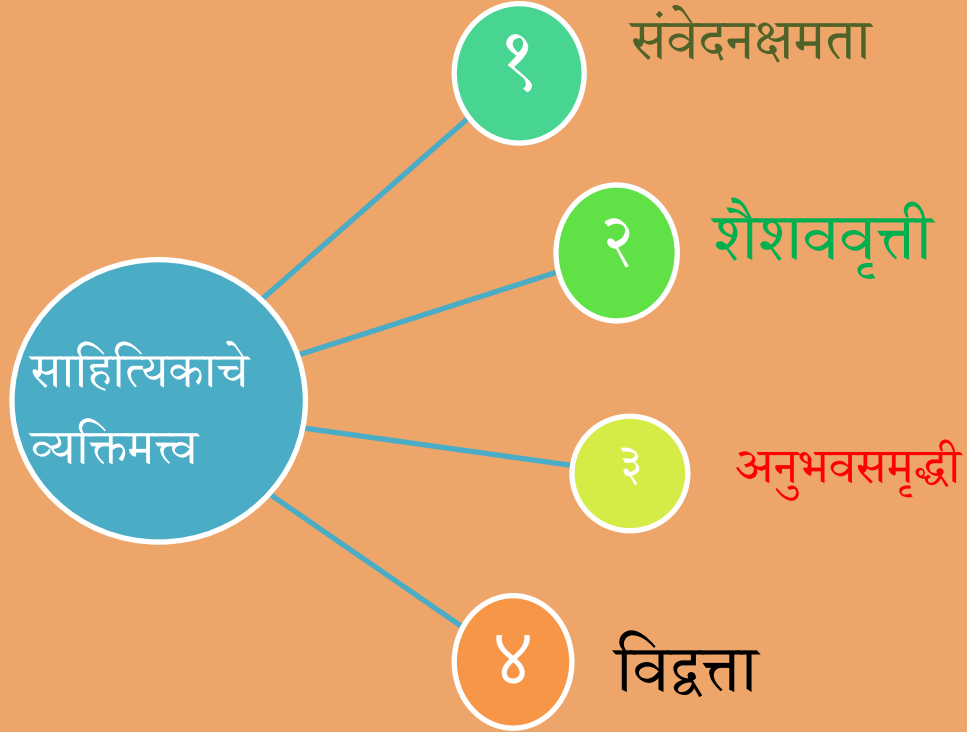 साहित्यिकाचे
व्यक्तिमत्त्व
१
संवेदनक्षमता
२
शैशववृत्ती
३
अनुभवसमृद्धी
४
विद्वत्ता